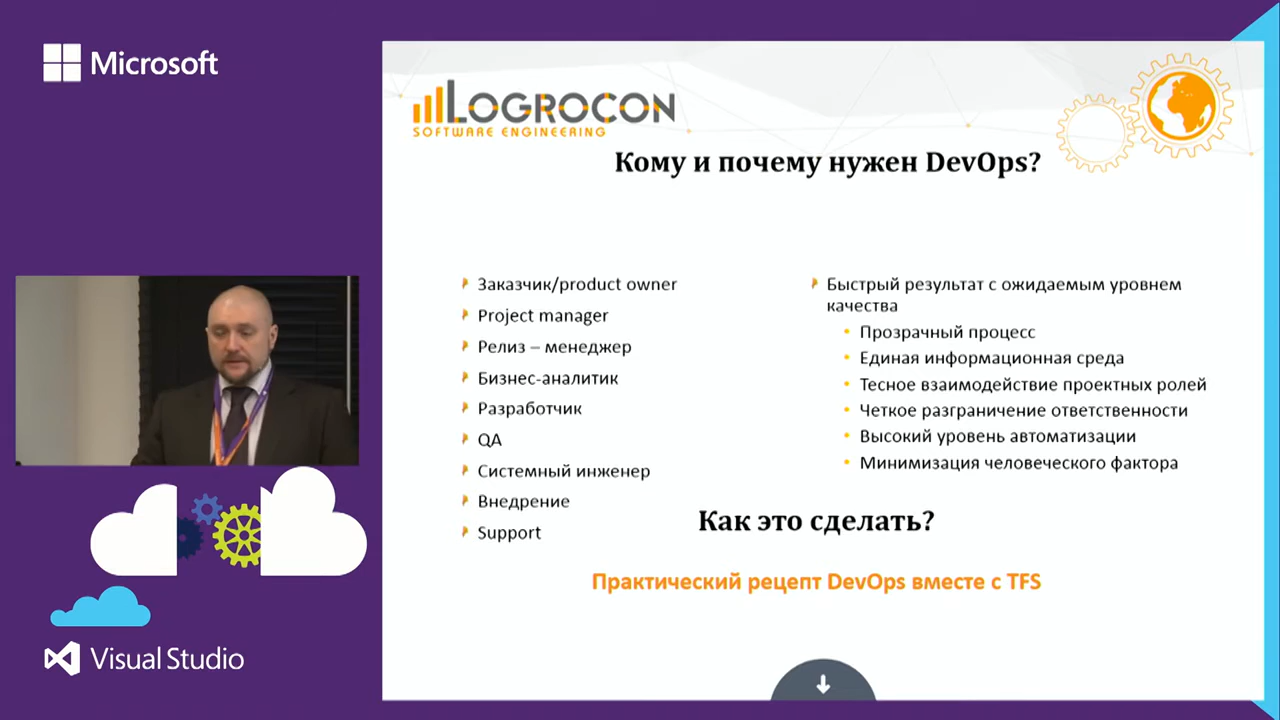 Microsoft
LOGROCON
SOFTWARE ENGINEERING
Кому и почему нужен DevOps?
Заказчик/product owner
Project manager
Релиз – менеджер
Бизнес-аналитик
Разработчик
QA
Системный инженер
Внедрение
Support
Быстрый результат с ожидаемым уровнем
качества
Прозрачный процесс
Единая информационная среда
Тесное взаимодействие проектных ролей
Четкое разграничение ответственности
Высокий уровень автоматизации
Минимизация человеческого фактора
Как это сделать?
Практический рецепт DevOps вместе с TFS
Visual Studio